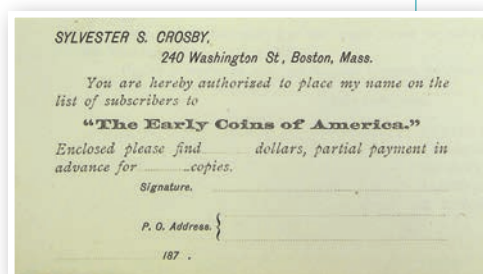 SYLVESTER S. CROSBY.
240 Washington St, Boston, Mass.
You are hereby authorized to place my name on the
list of subscribers to
“The Early Coins of America.”
Enclosed please find ........ dollars, partial payment in
advance for ........ copies.
Signature.
P. O. Address.
187 .